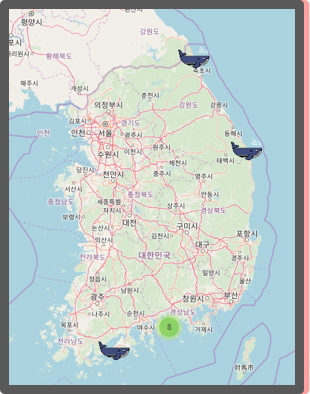 평양시
강원도
포시
황해북도
해주시
개성시
속초시
춘천시
강원도
강릉시
의정부시
김포시
경기도
동해시
인천
인천
서울
광주시
원주시
수원시
이천시
제천시
태백시
당진시
천안시
충주시
영주시
서산시
세종특별
자치시
충청북도
안동시
충청남도
상주시
경상북도
보령시
대전
구미시
논산시
김천시
포항시
익산시
대한민국
대구
경주시
전라북도
정읍시
밀양시
울산
남원시
광주
창원시
부산
나주시
순천시
경상남도
목포시
여수시
8
거제시
전라남도
対馬市